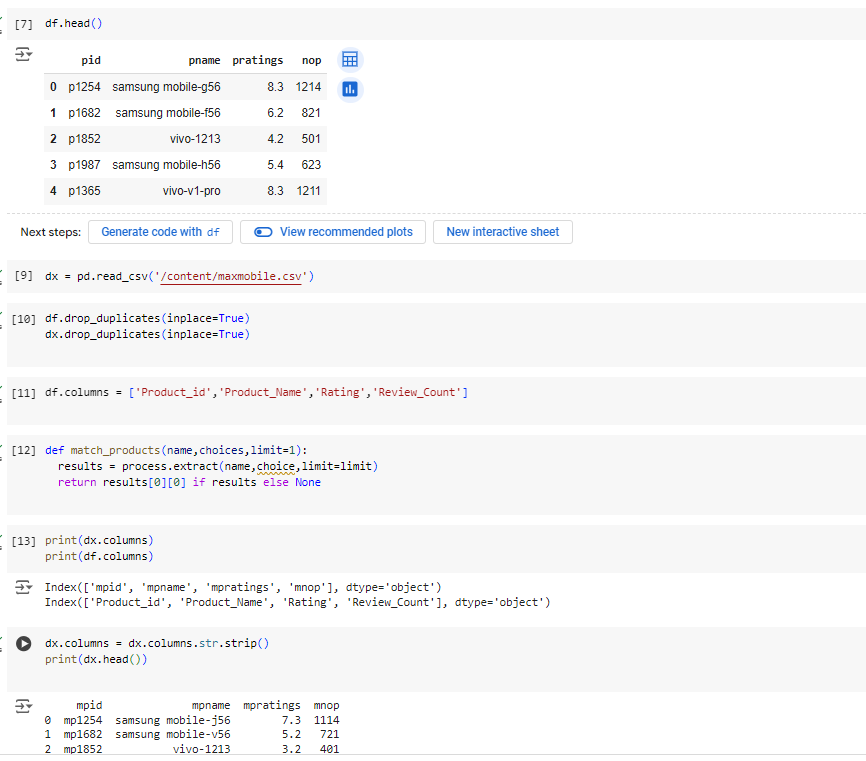 [7] df.head()
pid pname pratings nop
0 p1254 samsung mobile-g56 8.3 1214
1 p1682 samsung mobile-f56 6.2 821
2 p1852 vivo-1213 4.2 501
3 p1987 samsung mobile-h56 5.4 623
4 p1365 vivo-v1-pro 8.3 1211
Next steps: Generate code with df View recommended plots New interactive sheet
[9] dx = pd.read_csv('/content/maxmobile.csv')
[10] df.drop_duplicates(inplace=True)
dx.drop_duplicates(inplace=True)
[11] df.columns = ['Product_id','Product_Name','Rating','Review_Count']
[12] def match_products(name,choices,limit=1):
results = process.extract(name,choice,limit=limit)
return results[0][0] if results else None
[13] print(dx.columns)
print(df.columns)
Index(['mpid', 'mpname', 'mpratings', 'mnop'], dtype='object')
Index(['Product_id', 'Product_Name', 'Rating', 'Review_Count'], dtype='object')
dx.columns = dx.columns.str.strip()
print(dx.head())
mpid mpname mpratings mnop
0 mp1254 samsung mobile-j56 7.3 1114
1 mp1682 samsung mobile-v56 5.2 721
2 mp1852 vivo-1213 3.2 401